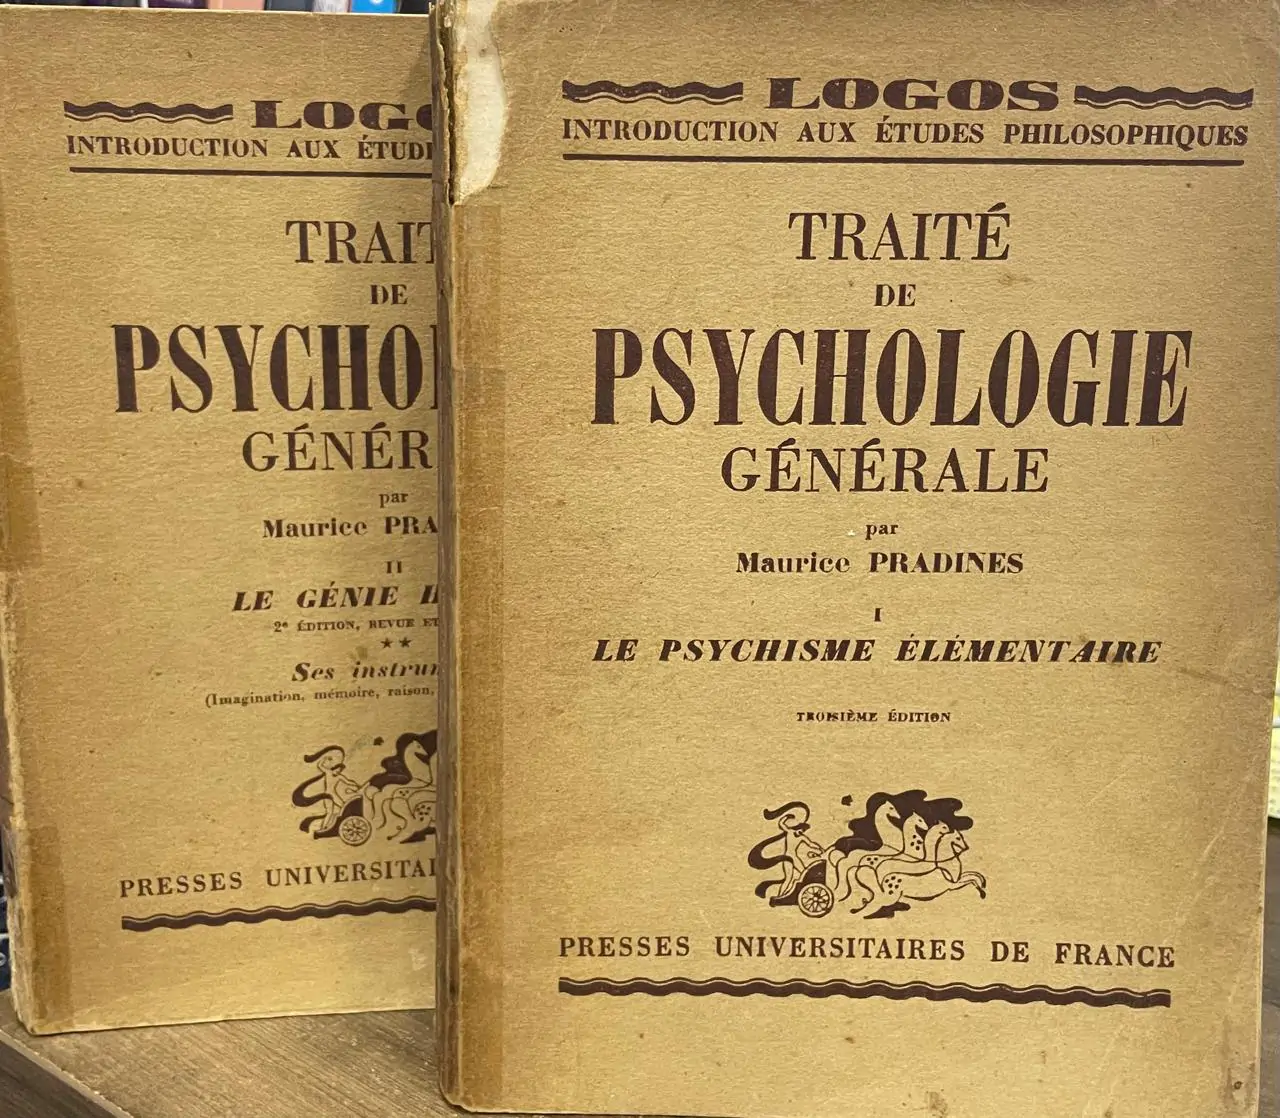 LOGOS
INTRODUCTION AUX ÉTUDES PHILOSOPHIQUES
TRAITÉ
DE
PSYCHOLOGIE
GÉNÉRALE
par
Maurice PRADINES
I
LE PSYCHISME ÉLÉMENTAIRE
TROISIÈME ÉDITION
PRESSES UNIVERSITAIRES DE FRANCE
LOGO
INTRODUCTION AUX ÉTUD
TRAIT
DE
PSYCHOL
GÉNÉR
par
Maurice PRA
II
LE GÉNIE
2e ÉDITION, REVUE ET
★★
Ses instrum
(Imagination, mémoire, raison,
PRESSES UNIVERSITAI